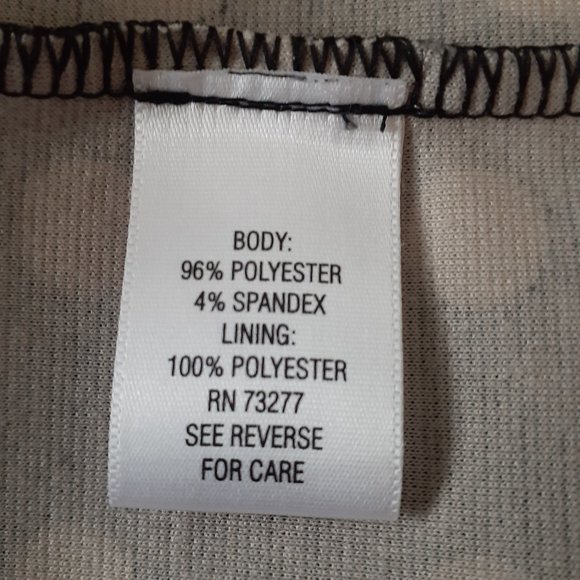 BODY:
96% POLYESTER
4% SPANDEX
LINING:
100% POLYESTER
RN 73277
SEE REVERSE
FOR CARE